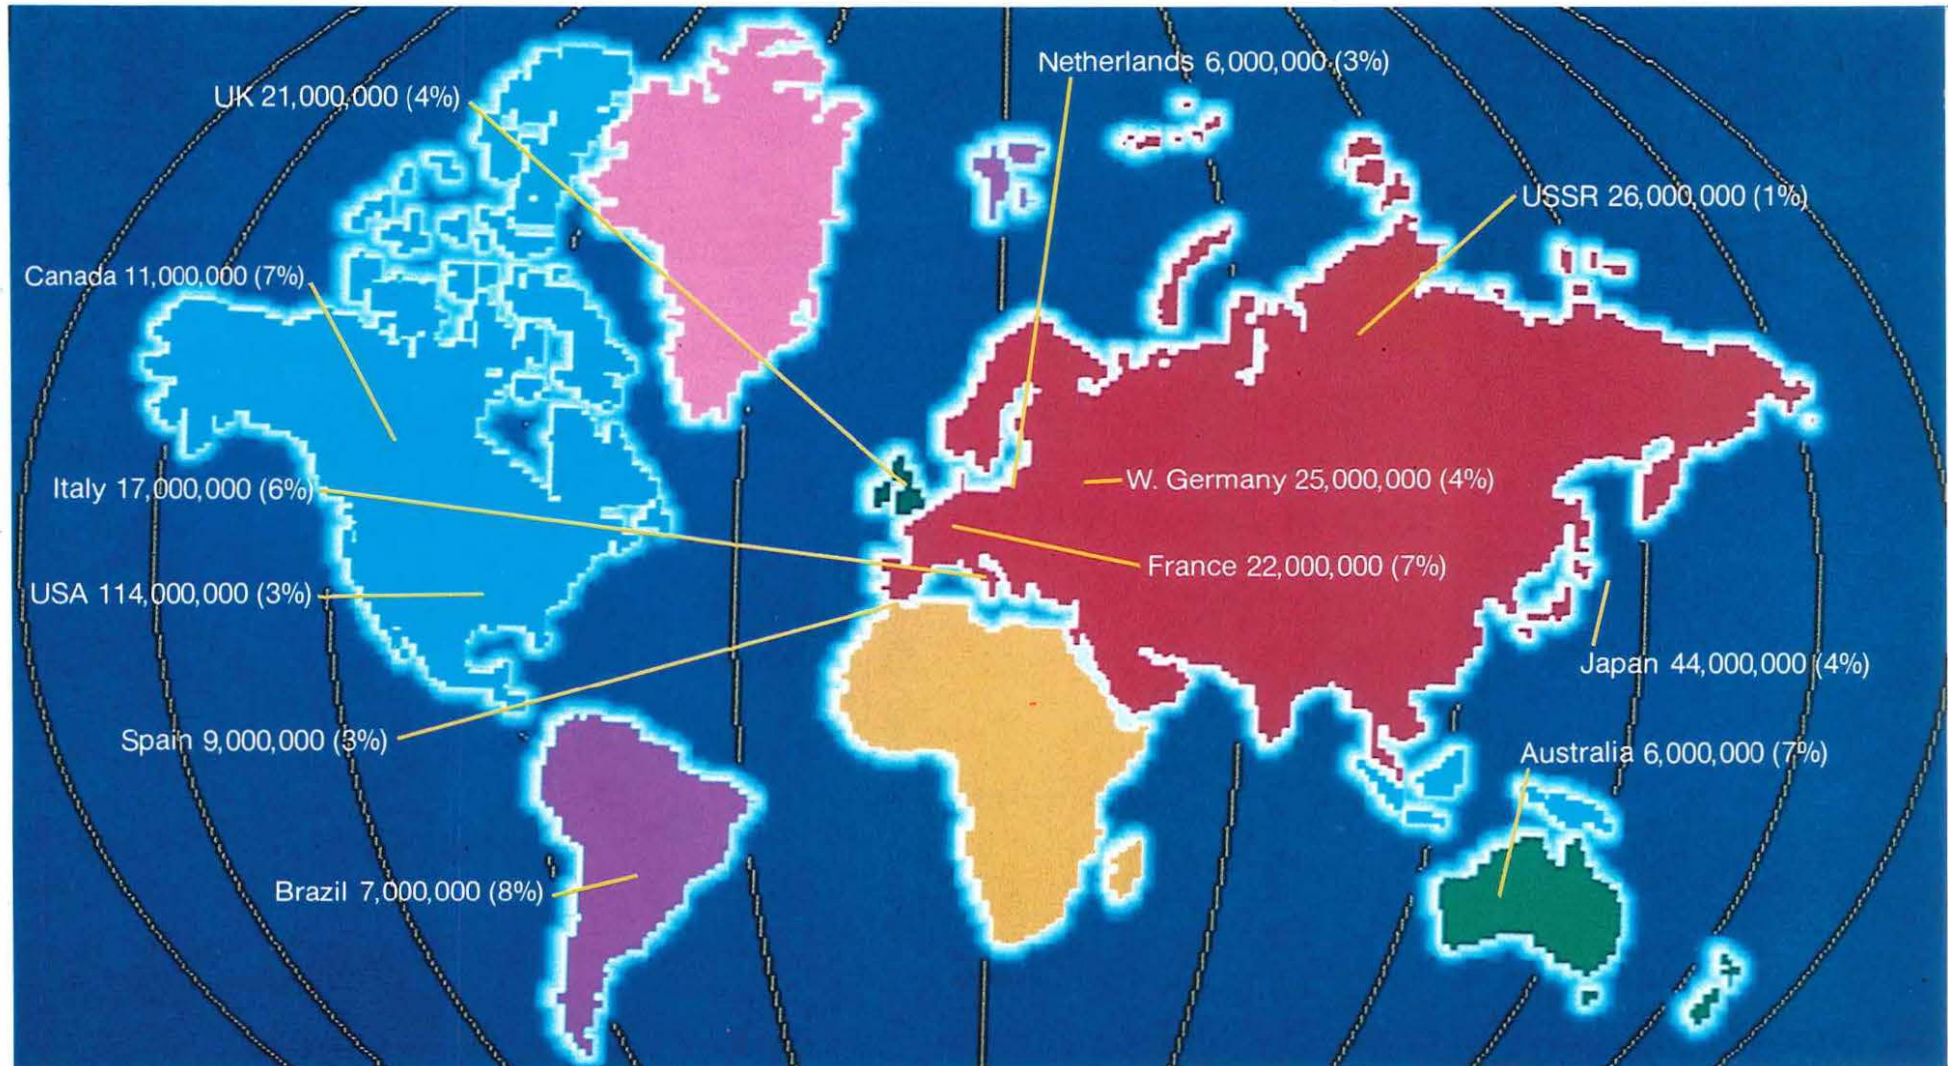 Netherlands 6,000,000 (3%)
UK 21,000,000 (4%)
USSR 26,000,000 (1%)
Canada 11,000,000 (7%)
W. Germany 25,000,000 (4%)
Italy 17,000,000 (6%)
France 22,000,000 (7%)
USA 114,000,000 (3%)
Japan 44,000,000 (4%)
Spain 9,000,000 (3%)
Australia 6,000,000 (7%)
Brazil 7,000,000 (8%)